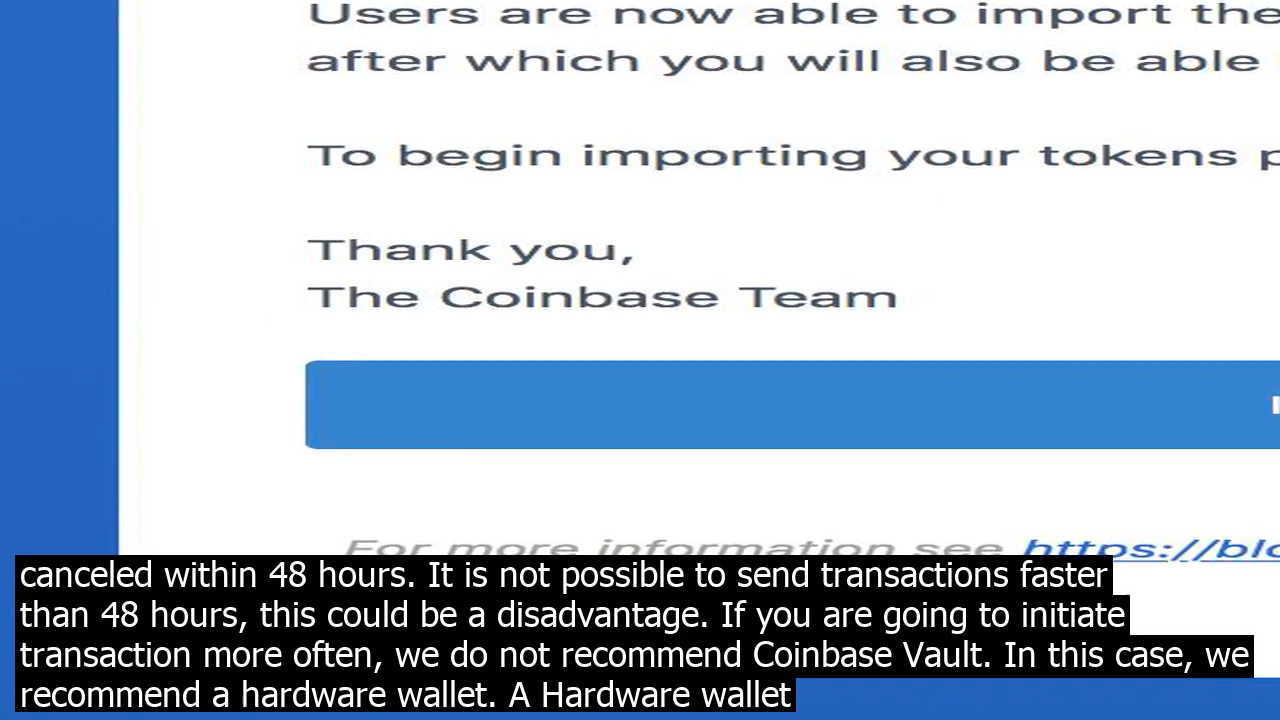 Users are now able to import the
after which you will also be able
To begin importing your tokens p
Thank you,
The Coinbase Team
For more information see https://blo
canceled within 48 hours. It is not possible to send transactions faster
than 48 hours, this could be a disadvantage. If you are going to initiate
transaction more often, we do not recommend Coinbase Vault. In this case, we
recommend a hardware wallet. A Hardware wallet